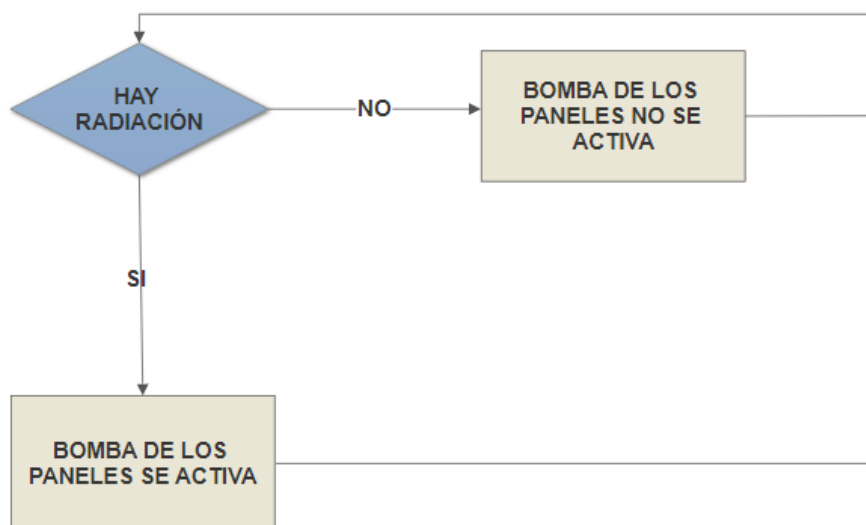 HAY
RADIACIÓN
NO
BOMBA DE LOS
PANELES NO SE
ACTIVA
SI
BOMBA DE LOS
PANELES SE ACTIVA